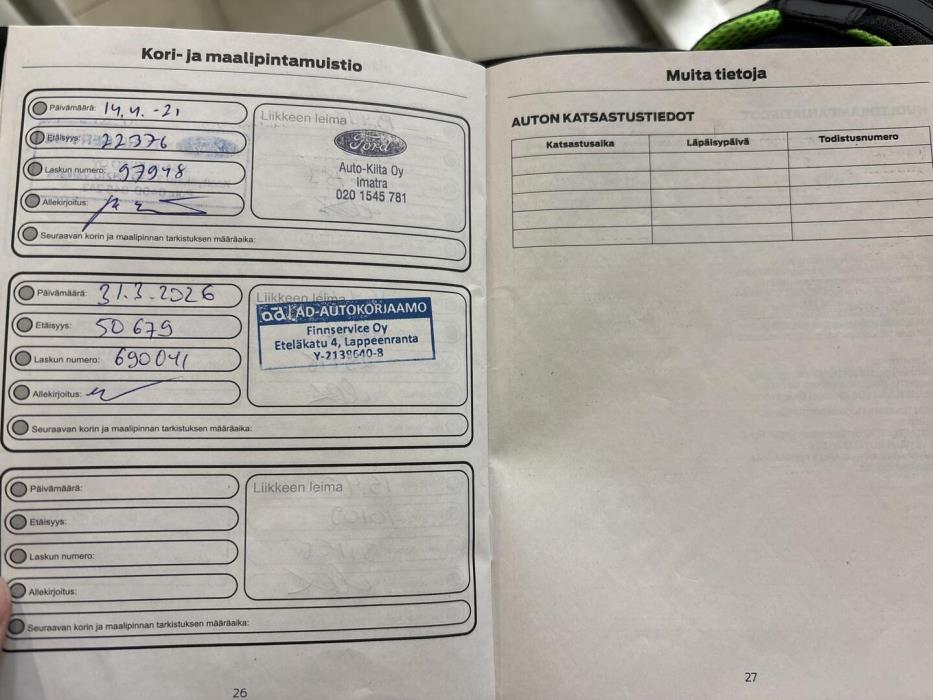 Kori- ja maalipintamuistio
Päivämäärä: 14.4.-21
Etäisyys: 22376
Laskun numero: 97948
Allekirjoitus:
Liikkeen leima
Ford
Auto-Kilta Oy
Imatra
020 1545 781
Seuraavan korin ja maalipinnan tarkistuksen määräaika:
Päivämäärä: 31.3.2026
Etäisyys: 50679
Laskun numero: 690041
Allekirjoitus:
Liikkeen leima
ad AD-AUTOKORJAAMO
Finnservice Oy
Eteläkatu 4, Lappeenranta
Y-2139640-8
Seuraavan korin ja maalipinnan tarkistuksen määräaika:
Päivämäärä:
Etäisyys:
Laskun numero:
Allekirjoitus:
Liikkeen leima
Seuraavan korin ja maalipinnan tarkistuksen määräaika:
26
Muita tietoja
AUTON KATSASTUSTIEDOT
Katsastusaika Läpäisypäivä Todistusnumero
27